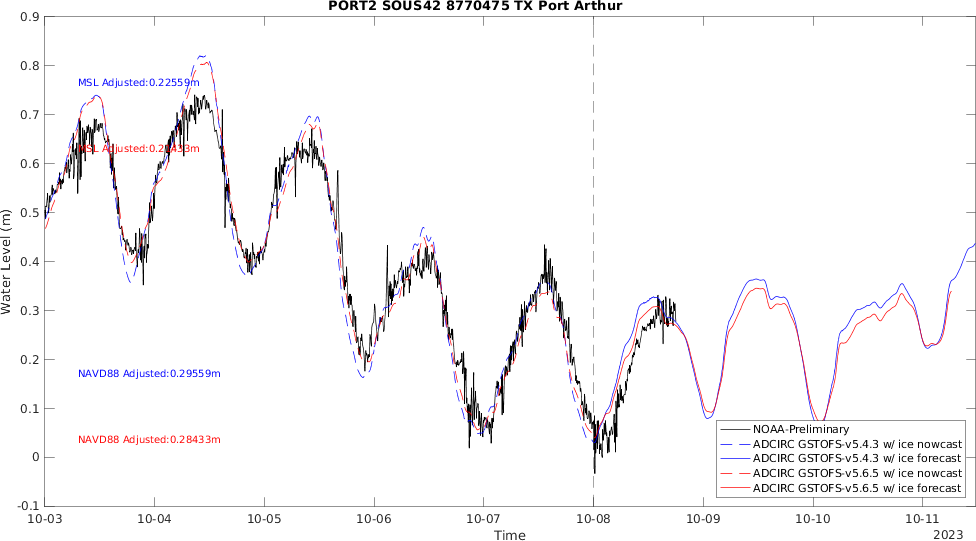 PORT2 SOUS42 8770475 TX Port Arthur
0.9
0.8
0.7
0.6
0.5
0.4
0.3
0.2
0.1
0
-0.1
Water Level (m)
MSL Adjusted:0.22559m
MSL
NAVD88 Adjusted:0.29559m
NAVD88 Adjusted:0.28433m
NOAA-Preliminary
ADCIRC GSTOFS-v5.4.3 w/ ice nowcast
ADCIRC GSTOFS-v5.4.3 w/ ice forecast
ADCIRC GSTOFS-v5.6.5 w/ ice nowcast
ADCIRC GSTOFS-v5.6.5 w/ ice forecast
10-03 10-04 10-05 10-06 10-07 10-08 10-09 10-10 10-11
Time
2023